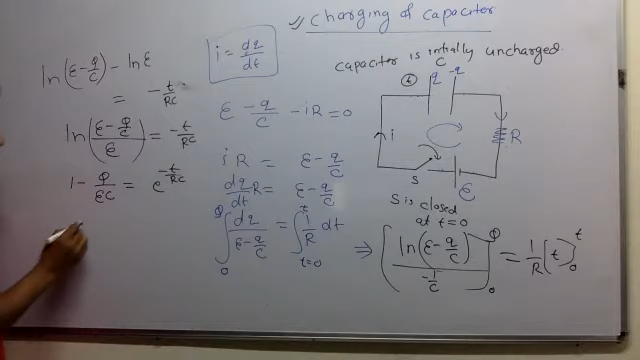 Charging of capacitor
i = dq/dt
capacitor is initially uncharged.
C
t
q -q
i
R
S
ε
S is closed
at t=0
ε - q/C - iR = 0
iR = ε - q/C
dq/dt R = ε - q/C
∫₀^Q dq/(ε - q/C) = ∫_{t=0}^t 1/R dt
⇒ [ln(ε - q/C)/(-1/C)]₀^Q = 1/R [t]₀^t
ln(ε - Q/C) - ln ε
= -t/RC
ln((ε - Q/C)/ε) = -t/RC
1 - Q/εC = e^(-t/RC)